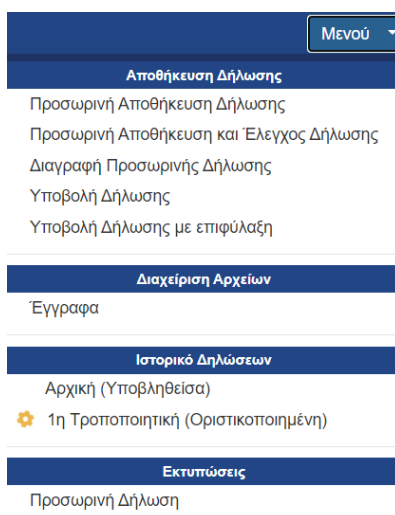 Μενού
Αποθήκευση Δήλωσης
Προσωρινή Αποθήκευση Δήλωσης
Προσωρινή Αποθήκευση και Έλεγχος Δήλωσης
Διαγραφή Προσωρινής Δήλωσης
Υποβολή Δήλωσης
Υποβολή Δήλωσης με επιφύλαξη
Διαχείριση Αρχείων
Έγγραφα
Ιστορικό Δηλώσεων
Αρχική (Υποβληθείσα)
1η Τροποποιητική (Οριστικοποιημένη)
Εκτυπώσεις
Προσωρινή Δήλωση